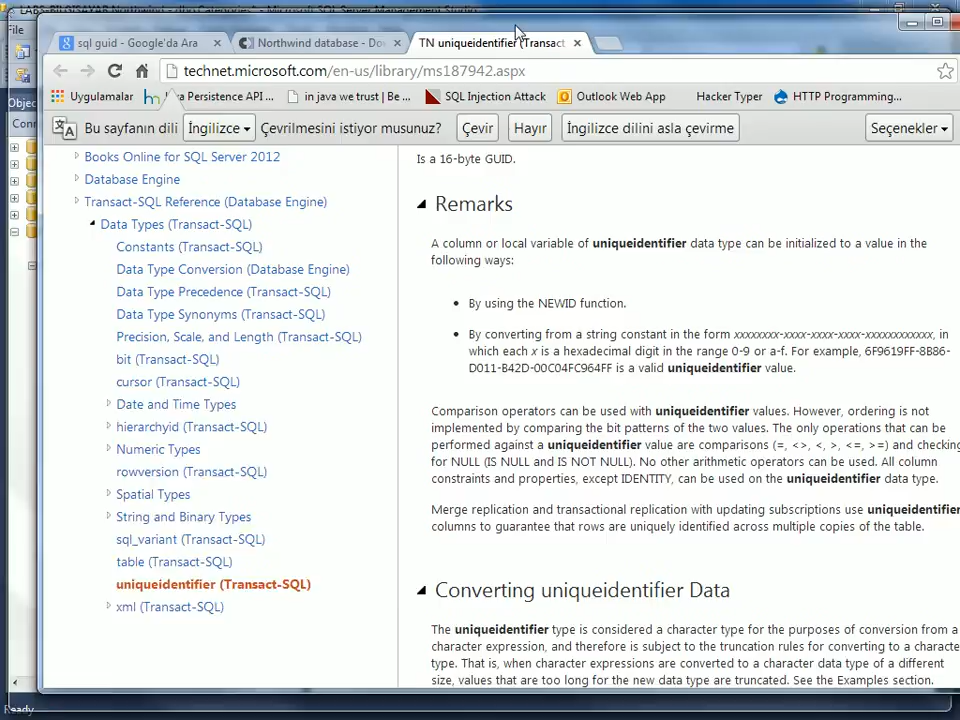 LABS-BILGISAYAR.Northwind - dbo.Categories* - Microsoft SQL Server Management Studio
File
sql guid - Google'da Ara
Northwind database - Do
TN uniqueidentifier (Transact
technet.microsoft.com/en-us/library/ms187942.aspx
Uygulamalar
Java Persistence API ...
in java we trust | Be ...
SQL Injection Attack
Outlook Web App
Hacker Typer
HTTP Programming...
Objec
Conn
Bu sayfanın dili İngilizce Çevrilmesini istiyor musunuz? Çevir Hayır İngilizce dilini asla çevirme Seçenekler
Books Online for SQL Server 2012
Database Engine
Transact-SQL Reference (Database Engine)
Data Types (Transact-SQL)
Constants (Transact-SQL)
Data Type Conversion (Database Engine)
Data Type Precedence (Transact-SQL)
Data Type Synonyms (Transact-SQL)
Precision, Scale, and Length (Transact-SQL)
bit (Transact-SQL)
cursor (Transact-SQL)
Date and Time Types
hierarchyid (Transact-SQL)
Numeric Types
rowversion (Transact-SQL)
Spatial Types
String and Binary Types
sql_variant (Transact-SQL)
table (Transact-SQL)
uniqueidentifier (Transact-SQL)
xml (Transact-SQL)
Is a 16-byte GUID.
Remarks
A column or local variable of uniqueidentifier data type can be initialized to a value in the
following ways:
• By using the NEWID function.
• By converting from a string constant in the form xxxxxxxx-xxxx-xxxx-xxxx-xxxxxxxxxxxx, in
which each x is a hexadecimal digit in the range 0-9 or a-f. For example, 6F9619FF-8B86-
D011-B42D-00C04FC964FF is a valid uniqueidentifier value.
Comparison operators can be used with uniqueidentifier values. However, ordering is not
implemented by comparing the bit patterns of the two values. The only operations that can be
performed against a uniqueidentifier value are comparisons (=, <>, <, >, <=, >=) and checking
for NULL (IS NULL and IS NOT NULL). No other arithmetic operators can be used. All column
constraints and properties, except IDENTITY, can be used on the uniqueidentifier data type.
Merge replication and transactional replication with updating subscriptions use uniqueidentifier
columns to guarantee that rows are uniquely identified across multiple copies of the table.
Converting uniqueidentifier Data
The uniqueidentifier type is considered a character type for the purposes of conversion from a
character expression, and therefore is subject to the truncation rules for converting to a characte
type. That is, when character expressions are converted to a character data type of a different
size, values that are too long for the new data type are truncated. See the Examples section.
Ready